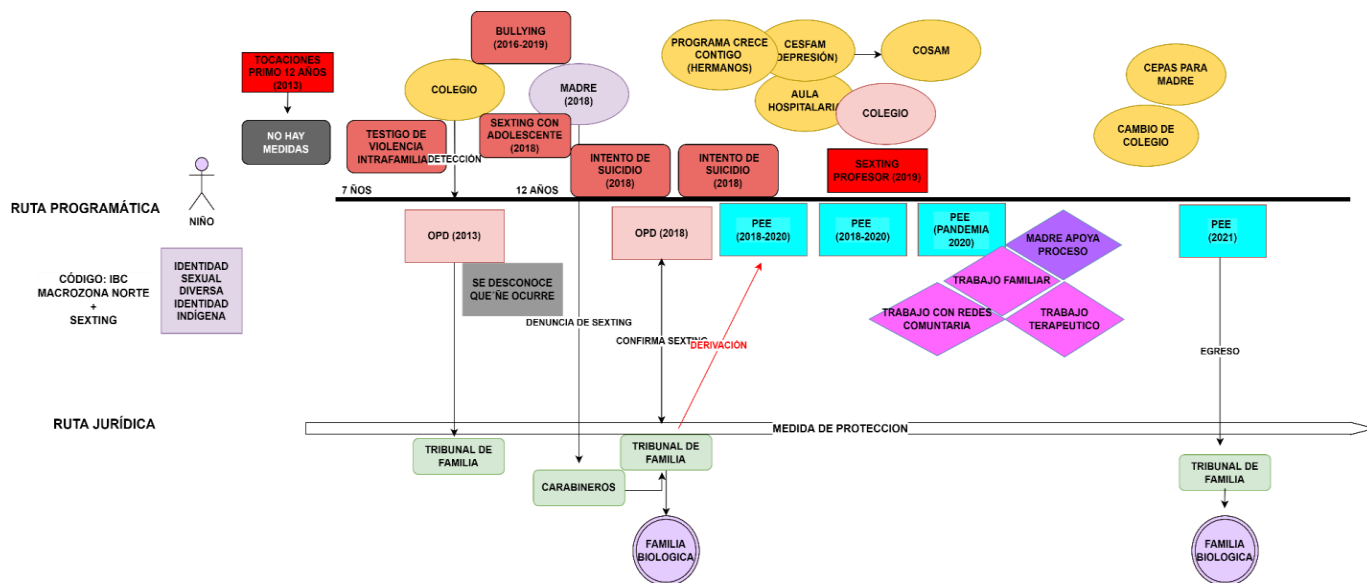 BULLYING
(2016-2019)
TOCACIONES
PRIMO 12 AÑOS
(2013)
PROGRAMA CRECE
CONTIGO
(HERMANOS)
CESFAM
(DEPRESIÓN)
COSAM
CEPAS PARA
MADRE
COLEGIO
MADRE
(2018)
AULA
HOSPITALARIA
COLEGIO
CAMBIO DE
COLEGIO
NO HAY
MEDIDAS
TESTIGO DE
VIOLENCIA
INTRAFAMILIA
DETECCIÓN
SEXTING CON
ADOLESCENTE
(2018)
INTENTO DE
SUICIDIO
(2018)
INTENTO DE
SUICIDIO
(2018)
SEXTING
PROFESOR (2019)
7 ÑOS
12 AÑOS
RUTA PROGRAMÁTICA
NIÑO
OPD (2013)
OPD (2018)
PEE
(2018-2020)
PEE
(2018-2020)
PEE
(PANDEMIA
2020)
MADRE APOYA
PROCESO
PEE
(2021)
CÓDIGO: IBC
MACROZONA NORTE
+
SEXTING
IDENTIDAD
SEXUAL
DIVERSA
IDENTIDAD
INDÍGENA
SE DESCONOCE
QUE´ÑE OCURRE
TRABAJO FAMILIAR
TRABAJO CON REDES
COMUNTARIA
TRABAJO
TERAPEUTICO
DENUNCIA DE SEXTING
CONFIRMA SEXTING
DERIVACIÓN
EGRESO
RUTA JURÍDICA
MEDIDA DE PROTECCION
TRIBUNAL DE
FAMILIA
TRIBUNAL DE
FAMILIA
CARABINEROS
TRIBUNAL DE
FAMILIA
FAMILIA
BIOLOGICA
FAMILIA
BIOLOGICA